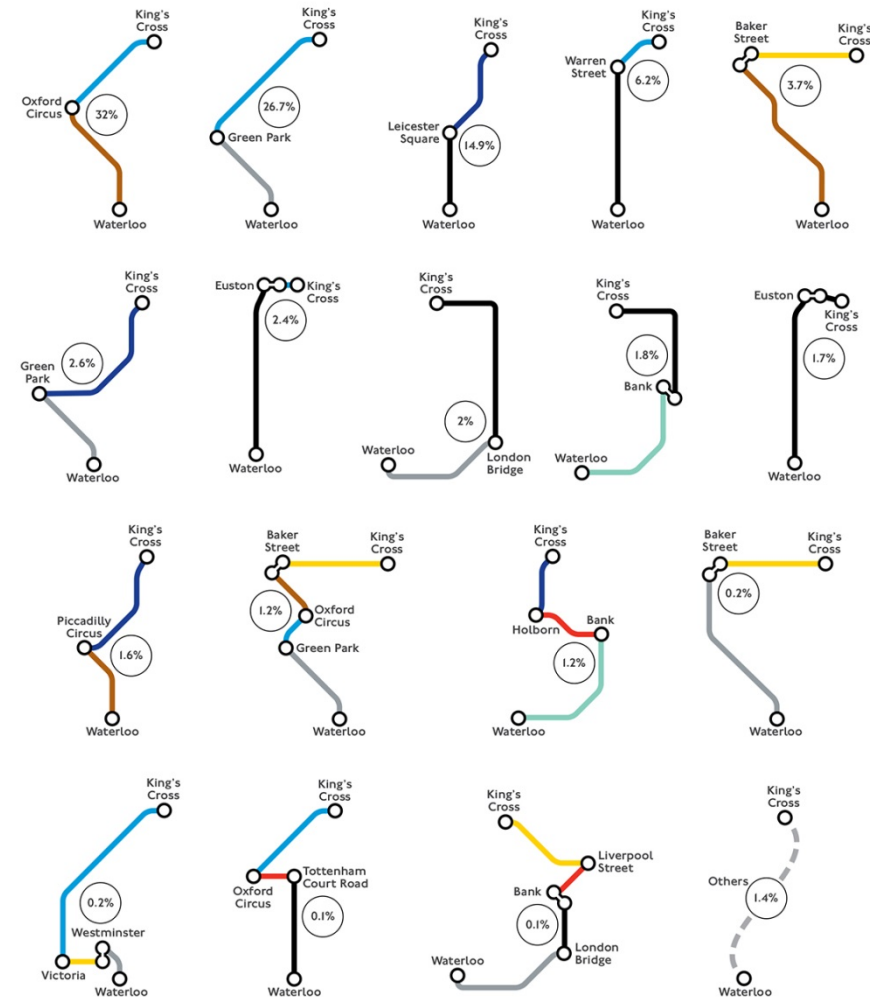 King's
Cross
Oxford
Circus
32%
Waterloo
King's
Cross
26.7%
Green Park
Waterloo
King's
Cross
Leicester
Square
14.9%
Waterloo
King's
Cross
Warren
Street
6.2%
Waterloo
Baker
Street
King's
Cross
3.7%
Waterloo
King's
Cross
2.6%
Green
Park
Waterloo
Euston
King's
Cross
2.4%
Waterloo
King's
Cross
2%
Waterloo
London
Bridge
King's
Cross
1.8%
Bank
Waterloo
Euston
King's
Cross
1.7%
Waterloo
King's
Cross
Piccadilly
Circus
1.6%
Waterloo
Baker
Street
King's
Cross
1.2%
Oxford
Circus
Green Park
Waterloo
King's
Cross
Holborn
Bank
1.2%
Waterloo
Baker
Street
King's
Cross
0.2%
Waterloo
King's
Cross
0.2%
Westminster
Victoria
Waterloo
King's
Cross
Oxford
Circus
Tottenham
Court Road
0.1%
Waterloo
King's
Cross
Liverpool
Street
Bank
0.1%
London
Bridge
Waterloo
King's
Cross
Others
1.4%
Waterloo